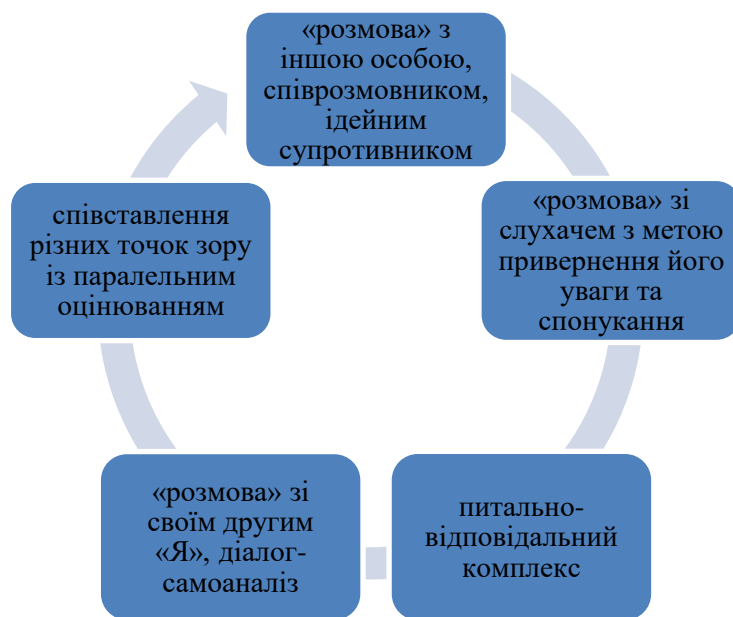 «розмова» з
іншою особою,
співрозмовником,
ідейним
супротивником
«розмова» зі
слухачем з метою
привернення його
уваги та
спонукання
питально-
відповідальний
комплекс
«розмова» зі
своїм другим
«Я», діалог-
самоаналіз
співставлення
різних точок зору
із паралельним
оцінюванням